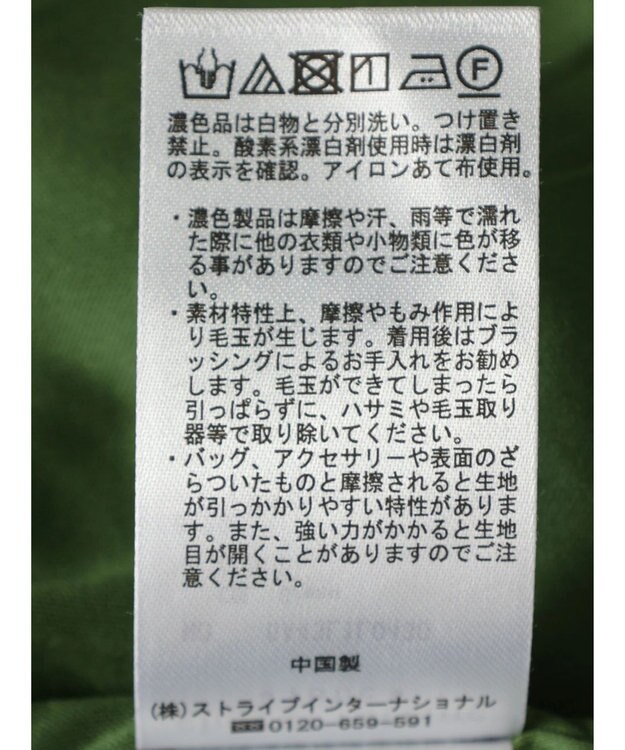 F
濃色品は白物と分別洗い。つけ置き
禁止。酸素系漂白剤使用時は漂白剤
の表示を確認。アイロンあて布使用。
・濃色製品は摩擦や汗、雨等で濡れ
た際に他の衣類や小物類に色が移
る事がありますのでご注意くださ
い。
・素材特性上、摩擦やもみ作用によ
り毛玉が生じます。着用後はブラ
ッシングによるお手入れをお勧め
します。毛玉ができてしまったら
引っぱらずに、ハサミや毛玉取り
器等で取り除いてください。
・バッグ、アクセサリーや表面のざ
らついたものと摩擦されると生地
が引っかかりやすい特性がありま
す。また、強い力がかかると生地
目が開くことがありますのでご注
意ください。
中国製
(株)ストライプインターナショナル
0120-659-591